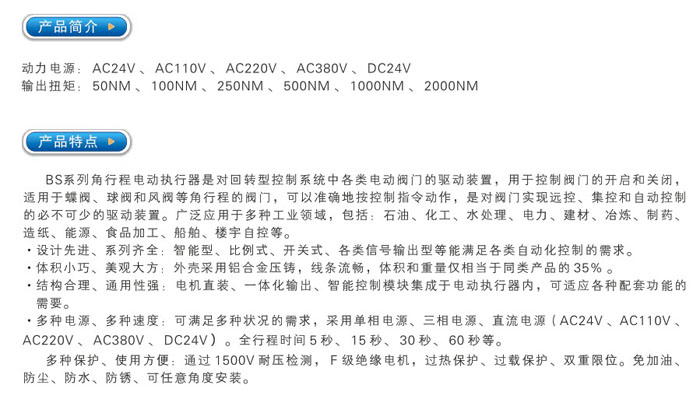 产品简介
动力电源：AC24V 、AC110V 、AC220V 、AC380V 、DC24V
输出扭矩：50NM 、100NM 、250NM 、500NM 、1000NM 、2000NM
产品特点
BS系列角行程电动执行器是对回转型控制系统中各类电动阀门的驱动装置，用于控制阀门的开启和关闭，
适用于蝶阀、球阀和风阀等角行程的阀门，可以准确地按控制指令动作，是对阀门实现远控、集控和自动控制
的必不可少的驱动装置。广泛应用于多种工业领域，包括：石油、化工、水处理、电力、建材、冶炼、制药、
造纸、能源、食品加工、船舶、楼宇自控等。
·设计先进、系列齐全：智能型、比例式、开关式、各类信号输出型等能满足各类自动化控制的需求。
·体积小巧、美观大方：外壳采用铝合金压铸，线条流畅，体积和重量仅相当于同类产品的35% 。
·结构合理、通用性强：电机直装、一体化输出、智能控制模块集成于电动执行器内，可适应各种配套功能的
需要。
·多种电源、多种速度：可满足多种状况的需求，采用单相电源、三相电源、直流电源（AC24V 、AC110V 、
AC220V 、AC380V 、DC24V ）。全行程时间 5 秒、15 秒、30 秒、60 秒等。
多种保护、使用方便：通过 1500V 耐压检测，F 级绝缘电机，过热保护、过载保护、双重限位。免加油、
防尘、防水、防锈、可任意角度安装。